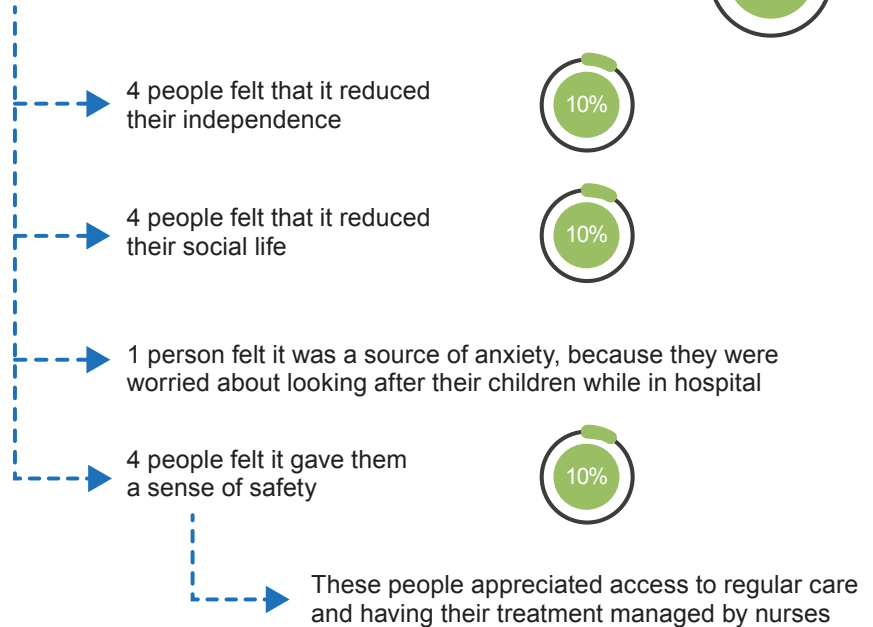 4 people felt that it reduced
their independence
10%
4 people felt that it reduced
their social life
10%
1 person felt it was a source of anxiety, because they were
worried about looking after their children while in hospital
4 people felt it gave them
a sense of safety
10%
These people appreciated access to regular care
and having their treatment managed by nurses